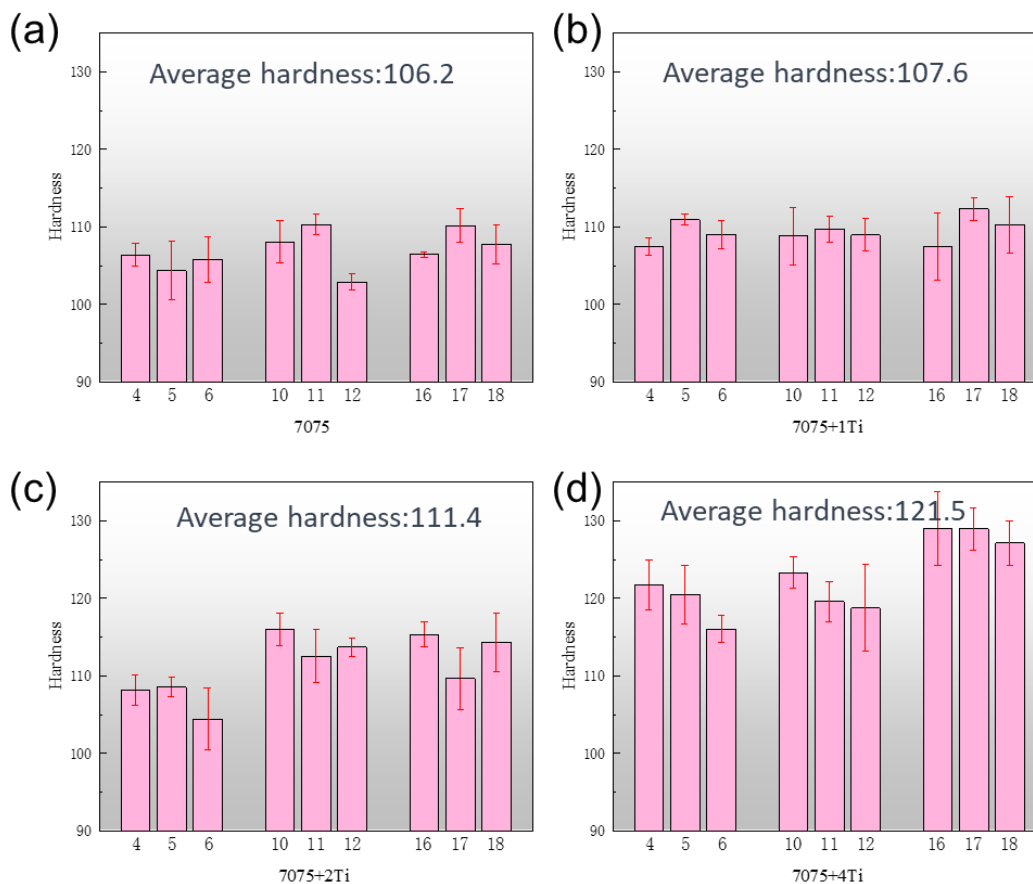 (a)
Average hardness:106.2
Hardness
130
120
110
100
90
4 5 6 10 11 12 16 17 18
7075
(b)
Average hardness:107.6
Hardness
130
120
110
100
90
4 5 6 10 11 12 16 17 18
7075+1Ti
(c)
Average hardness:111.4
Hardness
130
120
110
100
90
4 5 6 10 11 12 16 17 18
7075+2Ti
(d)
Average hardness:121.5
Hardness
130
120
110
100
90
4 5 6 10 11 12 16 17 18
7075+4Ti